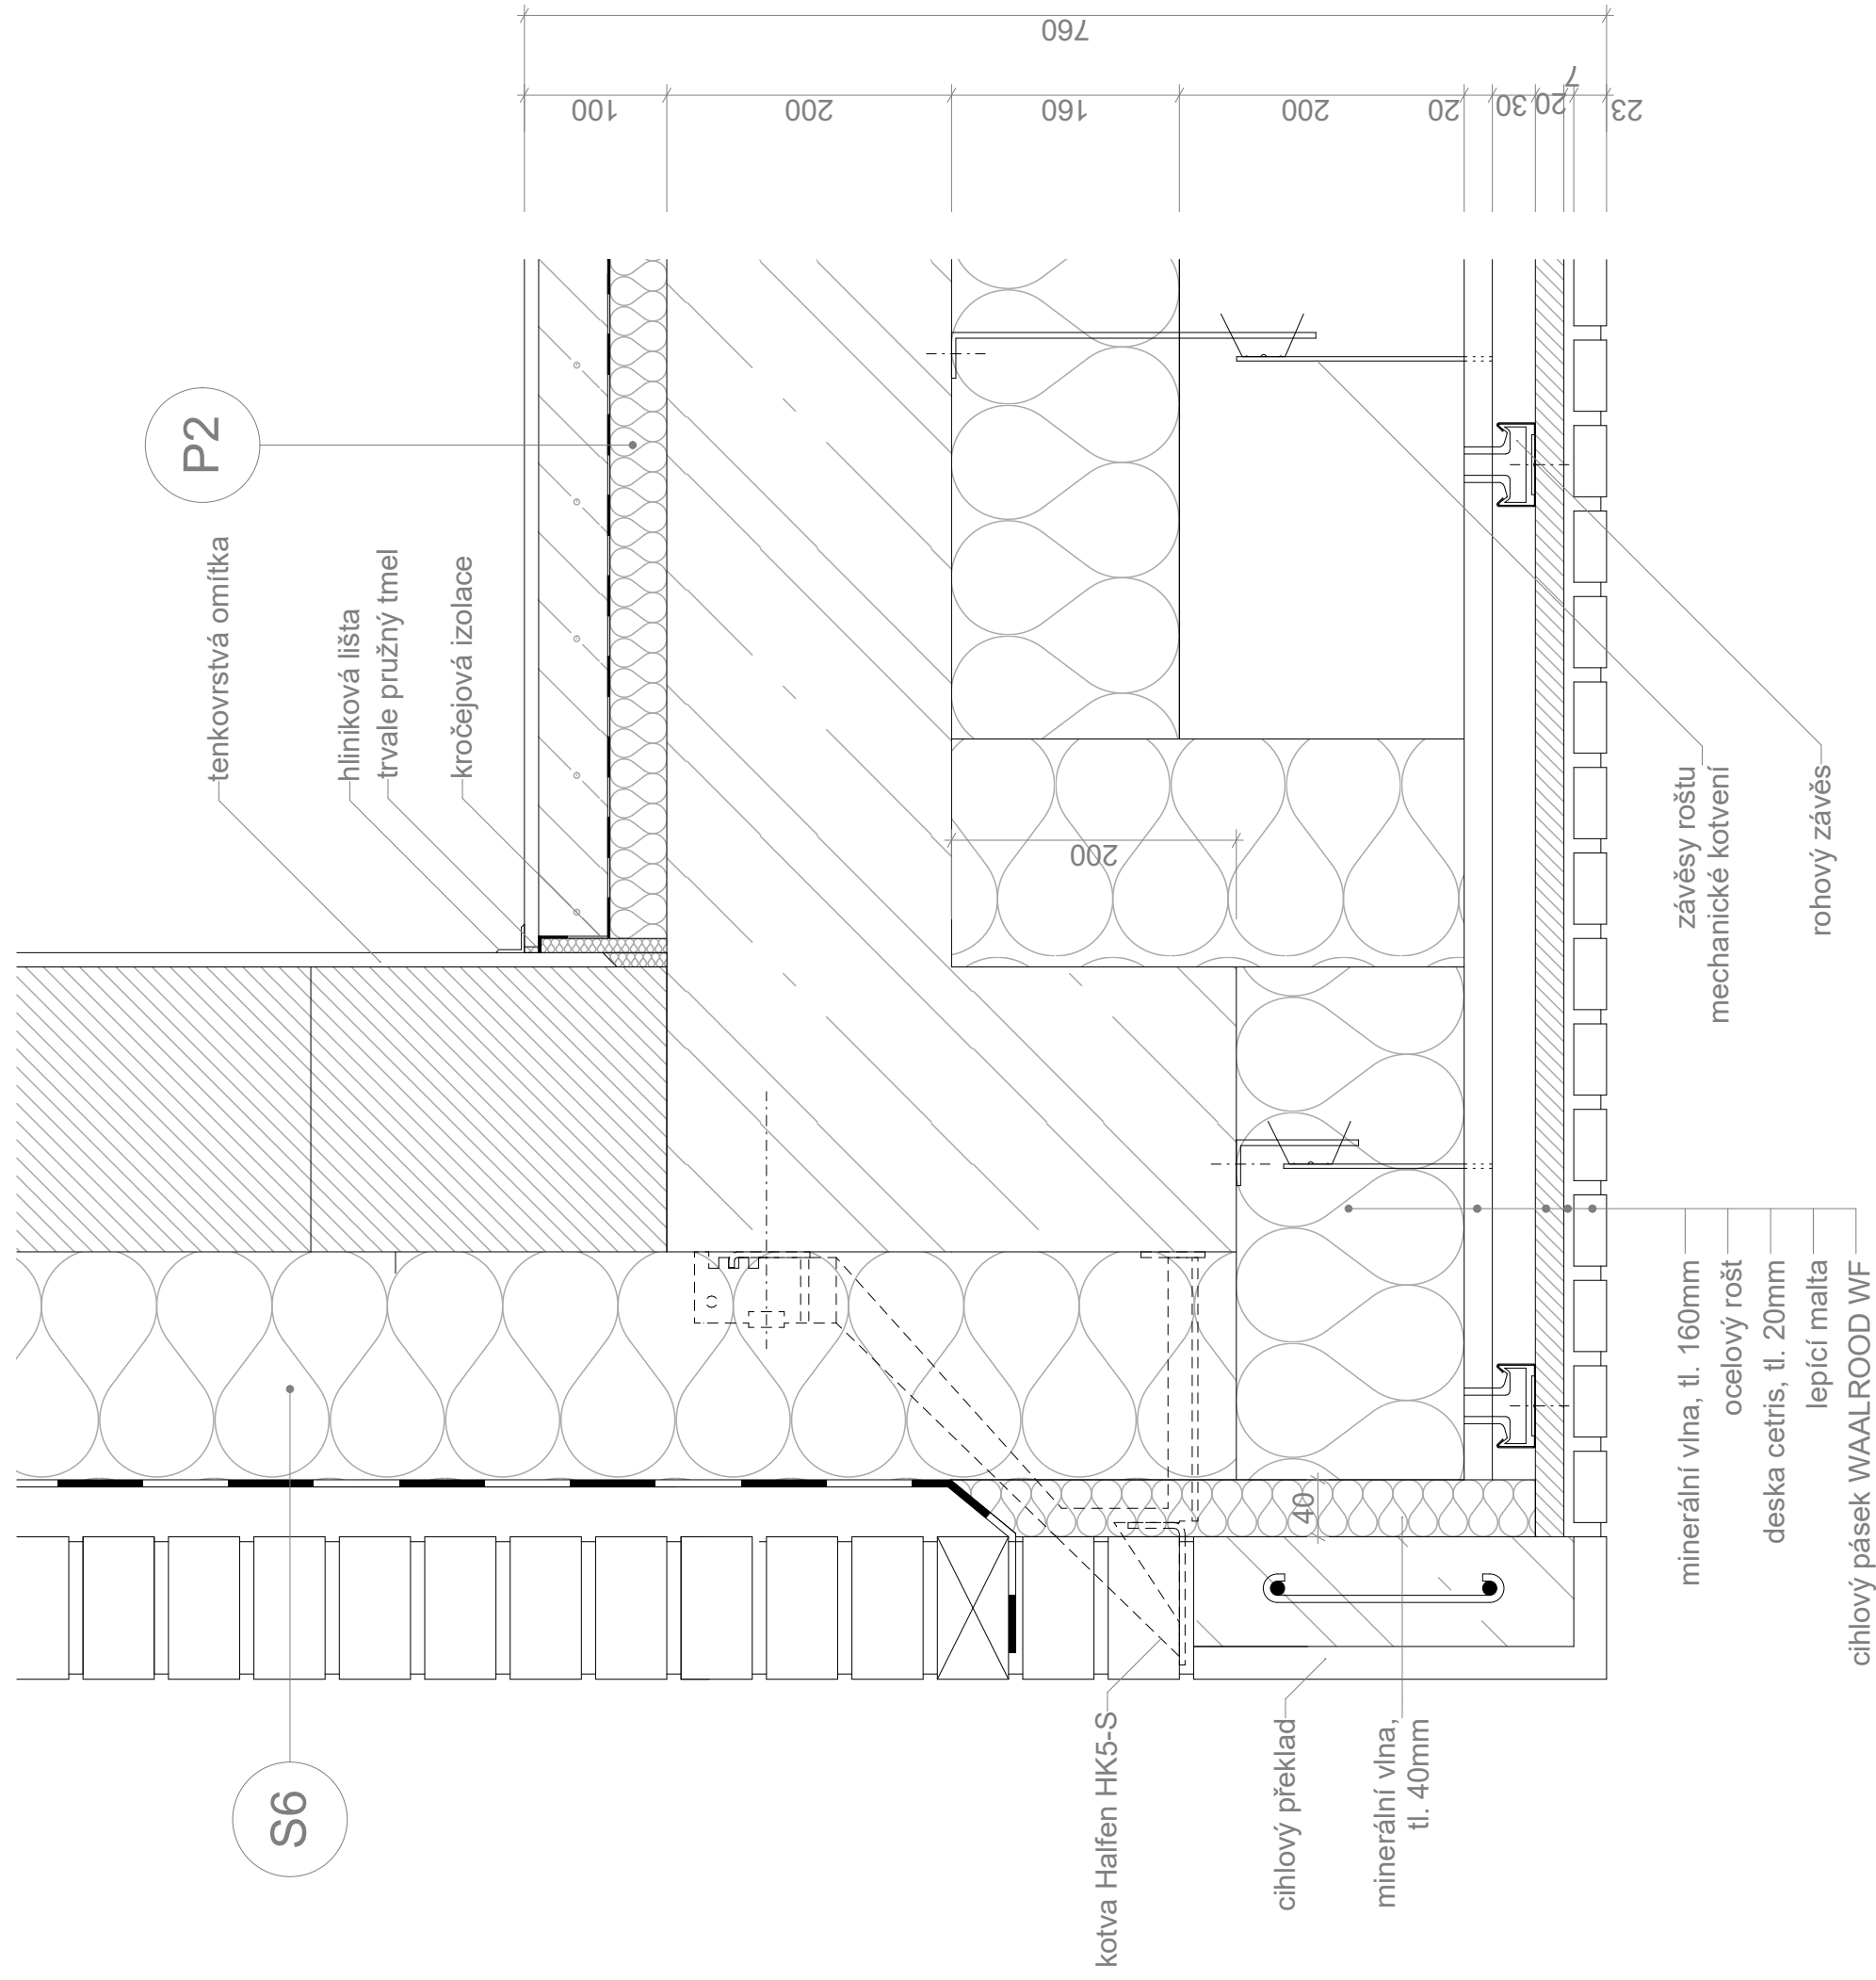 760
100
200
160
200
20
30
20
7
23
P2
tenkovrstvá omítka
hliniková lišta
trvale pružný tmel
kročejová izolace
200
závěsy roštu
mechanické kotvení
rohový závěs
40
S6
kotva Halfen HK5-S
cihlový překlad
minerální vlna,
tl. 40mm
minerální vlna, tl. 160mm
ocelový rošt
deska cetris, tl. 20mm
lepící malta
cihlový pásek WAALROOD WF